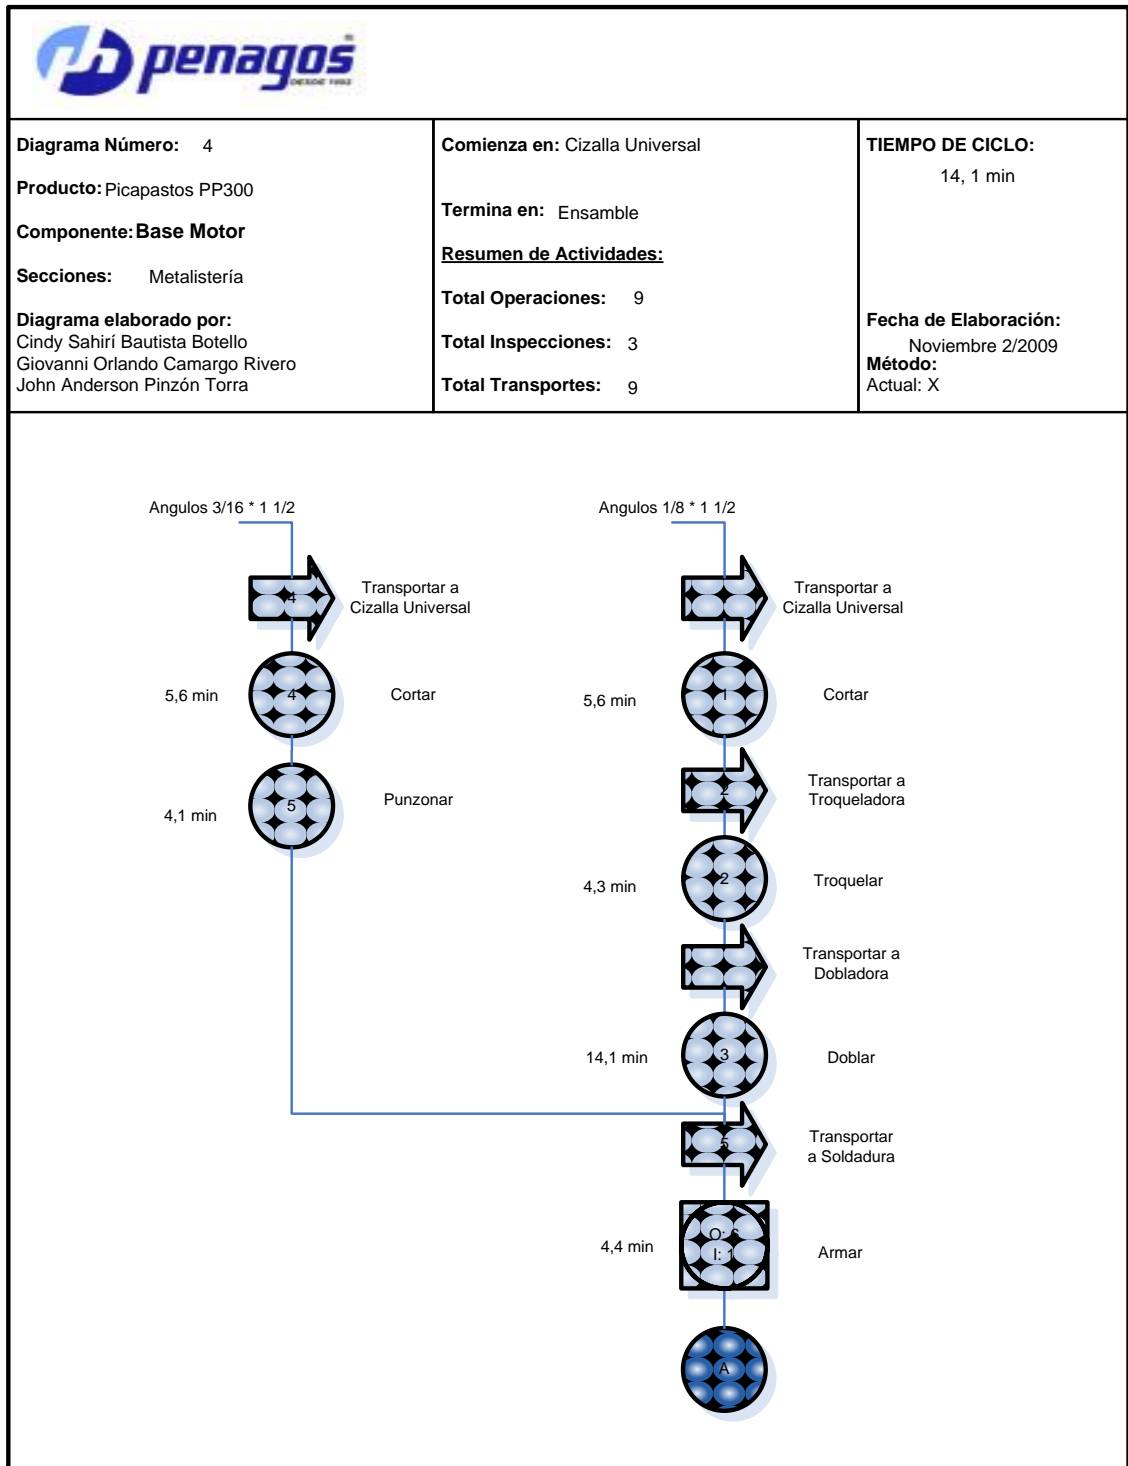 penagos
DESDE 1892
Diagrama Número: 4
Producto: Picapastos PP300
Componente: Base Motor
Secciones: Metalistería
Diagrama elaborado por:
Cindy Sahirí Bautista Botello
Giovanni Orlando Camargo Rivero
John Anderson Pinzón Torra
Comienza en: Cizalla Universal
Termina en: Ensamble
Resumen de Actividades:
Total Operaciones: 9
Total Inspecciones: 3
Total Transportes: 9
TIEMPO DE CICLO:
14, 1 min
Fecha de Elaboración:
Noviembre 2/2009
Método:
Actual: X
Angulos 3/16 * 1 1/2
4
Transportar a
Cizalla Universal
5,6 min
4
Cortar
4,1 min
5
Punzonar
Angulos 1/8 * 1 1/2
Transportar a
Cizalla Universal
5,6 min
1
Cortar
2
Transportar a
Troqueladora
4,3 min
2
Troquelar
Transportar a
Dobladora
14,1 min
3
Doblar
5
Transportar
a Soldadura
4,4 min
O: 6
I: 1
Armar
A